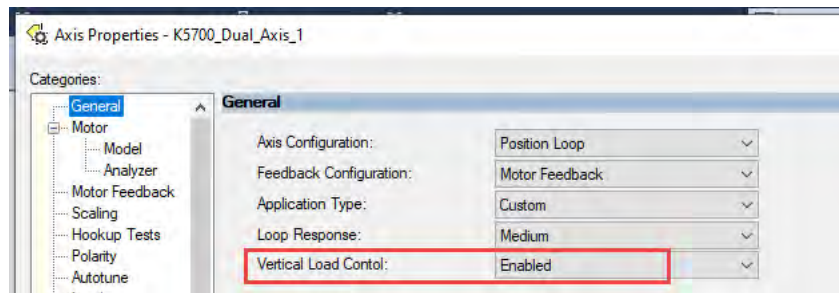 Axis Properties - K5700_Dual_Axis_1
Categories:
General
Motor
Model
Analyzer
Motor Feedback
Scaling
Hookup Tests
Polarity
Autotune
General
Axis Configuration: Position Loop
Feedback Configuration: Motor Feedback
Application Type: Custom
Loop Response: Medium
Vertical Load Contol: Enabled